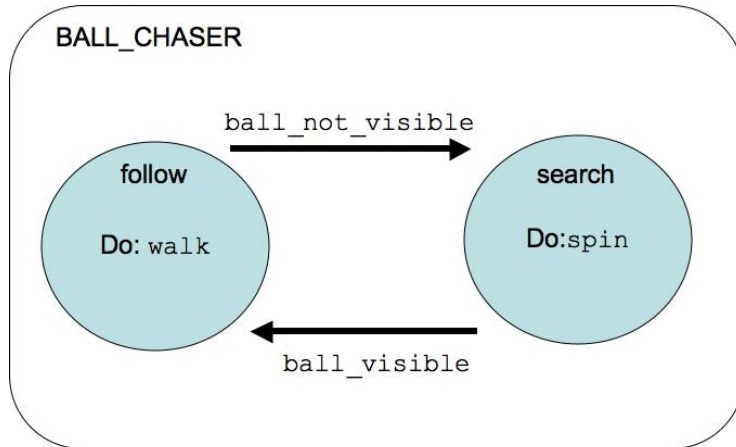 BALL_CHASER
ball_not_visible
follow
Do: walk
search
Do:spin
ball_visible